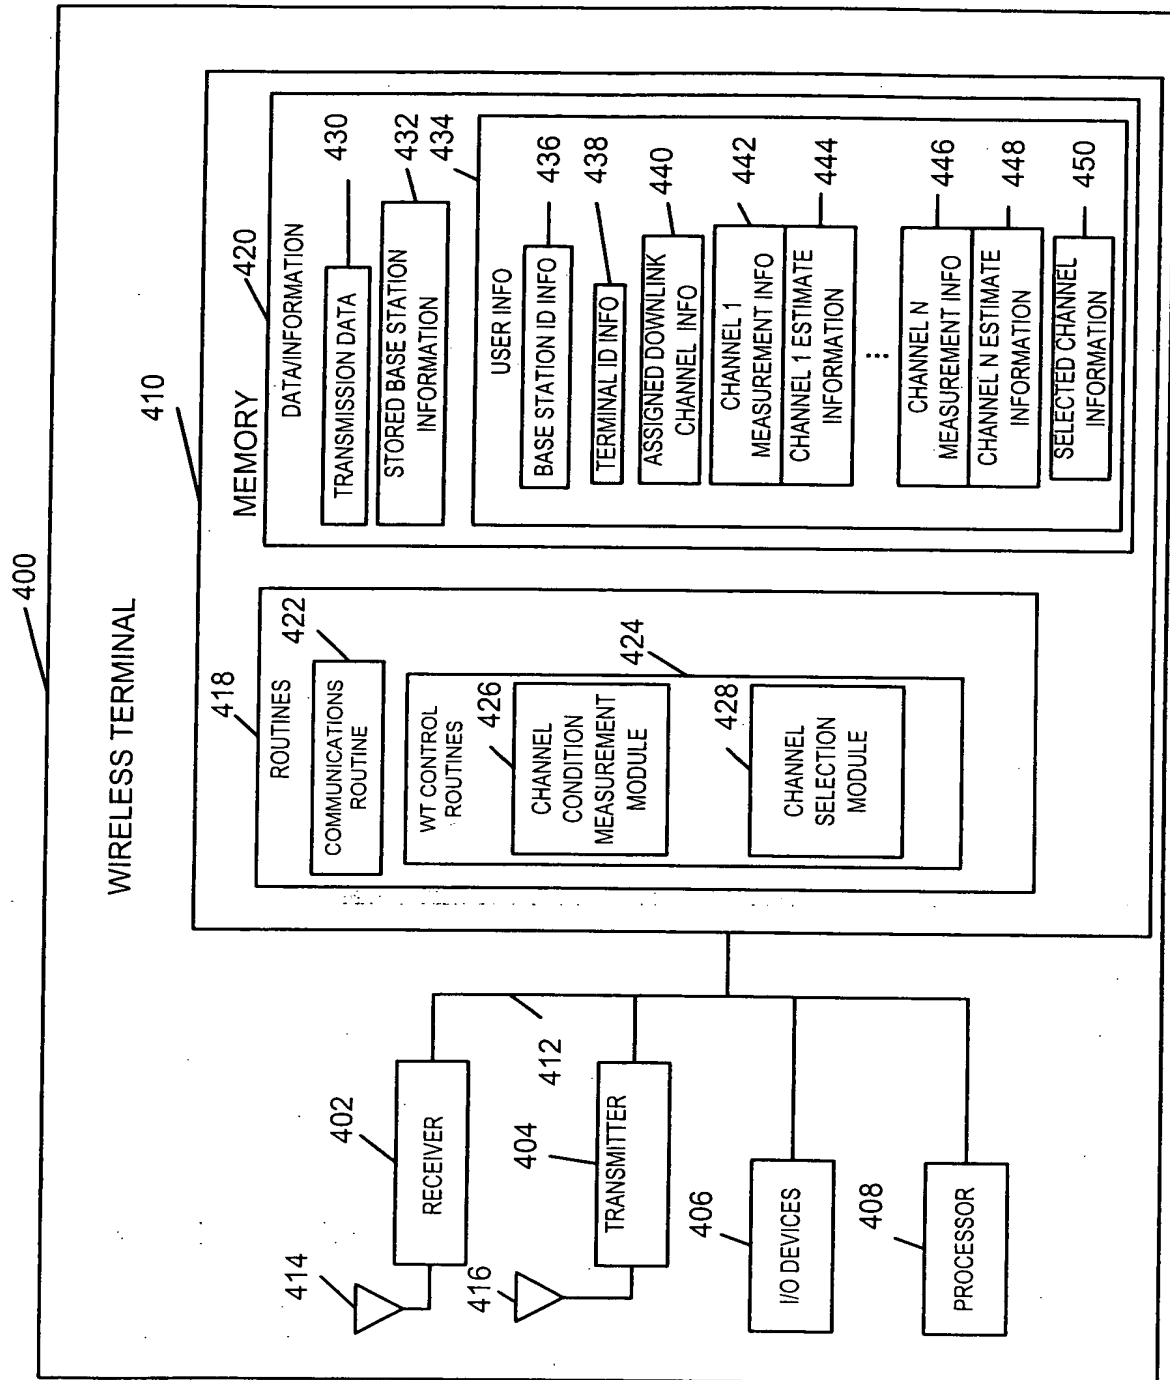 400
WIRELESS TERMINAL
410
MEMORY
418
ROUTINES
422
COMMUNICATIONS
ROUTINE
424
WT CONTROL
ROUTINES
426
CHANNEL
CONDITION
MEASUREMENT
MODULE
428
CHANNEL
SELECTION
MODULE
420
DATA/INFORMATION
430
TRANSMISSION DATA
432
STORED BASE STATION
INFORMATION
434
USER INFO
436
BASE STATION ID INFO
438
TERMINAL ID INFO
440
ASSIGNED DOWNLINK
CHANNEL INFO
442
CHANNEL 1
MEASUREMENT INFO
444
CHANNEL 1 ESTIMATE
INFORMATION
...
446
CHANNEL N
MEASUREMENT INFO
448
CHANNEL N ESTIMATE
INFORMATION
450
SELECTED CHANNEL
INFORMATION
412
414
402
RECEIVER
416
404
TRANSMITTER
406
I/O DEVICES
408
PROCESSOR